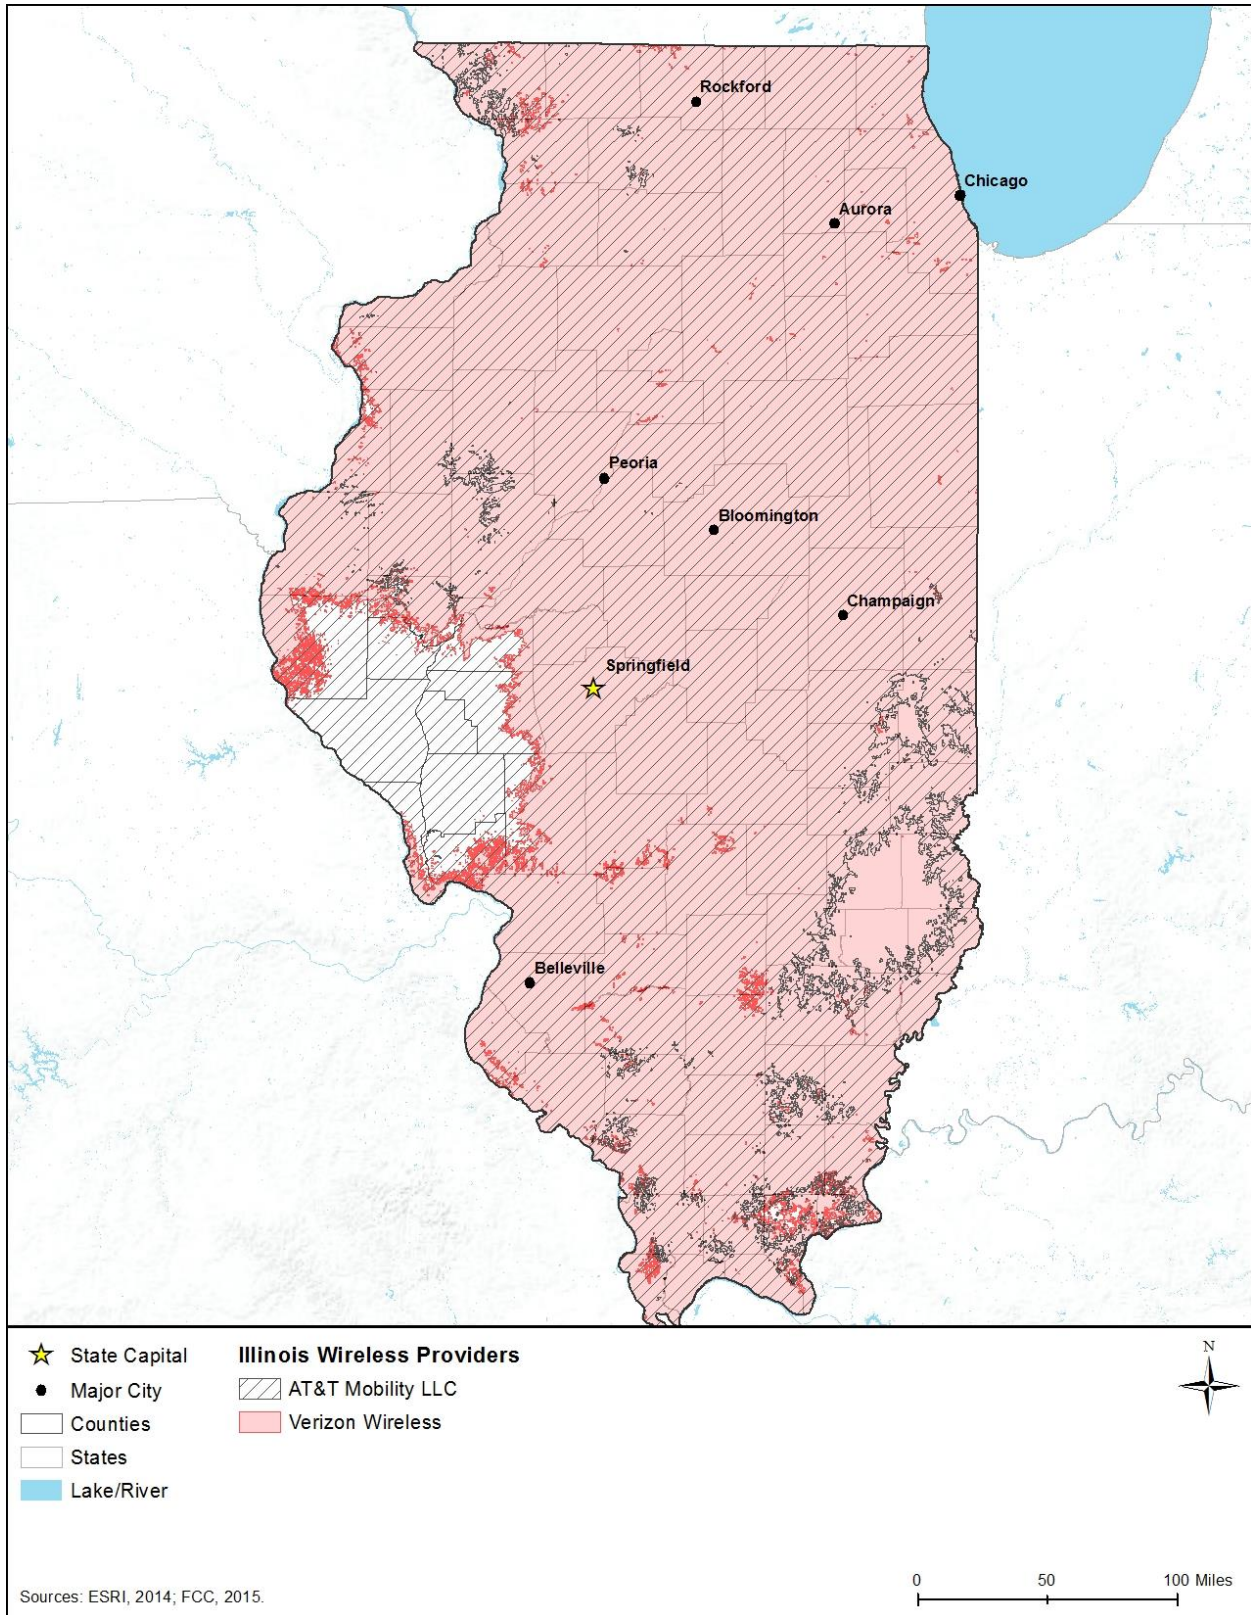 Rockford
Chicago
Aurora
Peoria
Bloomington
Champaign
Springfield
Belleville
State Capital
Major City
Counties
States
Lake/River
Illinois Wireless Providers
AT&T Mobility LLC
Verizon Wireless
N
Sources: ESRI, 2014; FCC, 2015.
0 50 100 Miles